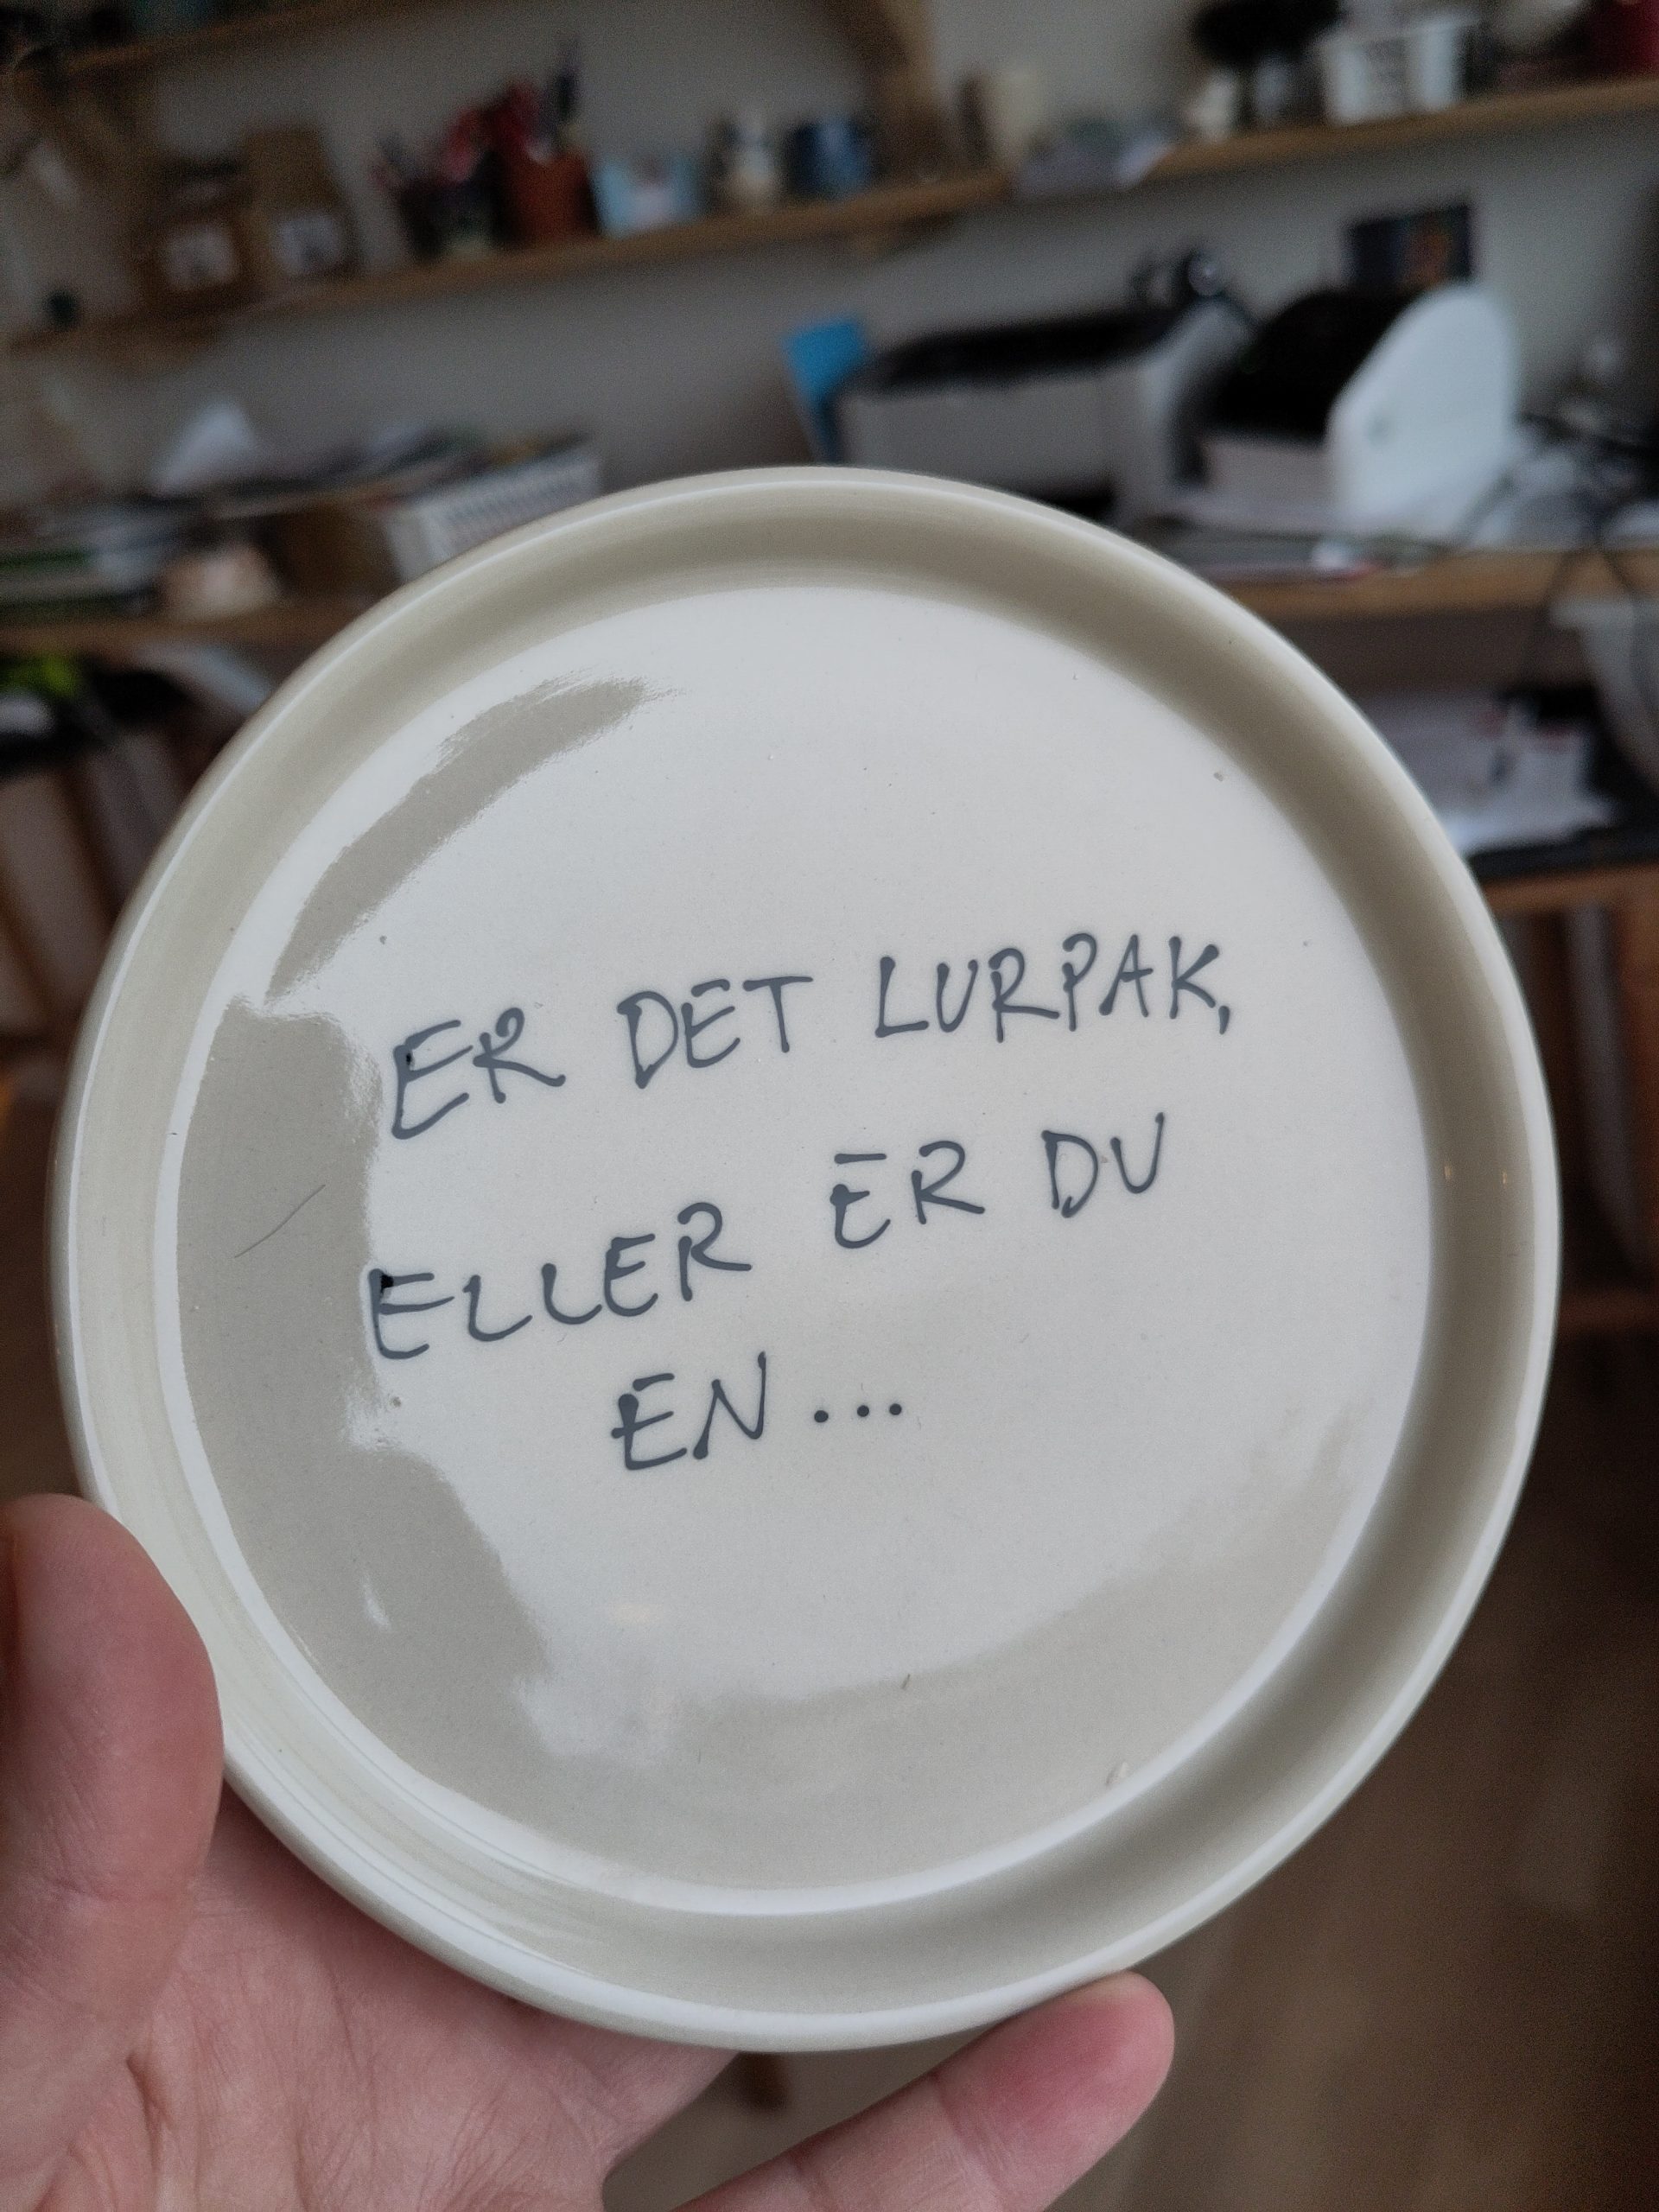 ER DET LURPAK,
ELLER ER DU
EN...